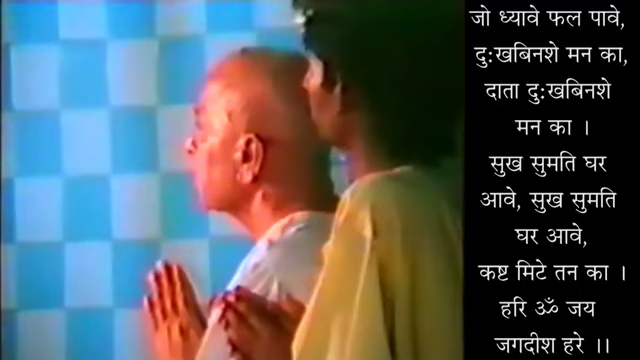 जो ध्यावे फल पावे,
दुःखबिनशे मन का,
दाता दुःखबिनशे
मन का ।
सुख सुमति घर
आवे, सुख सुमति
घर आवे,
कष्ट मिटे तन का ।
हरि ॐ जय
जगदीश हरे ।।